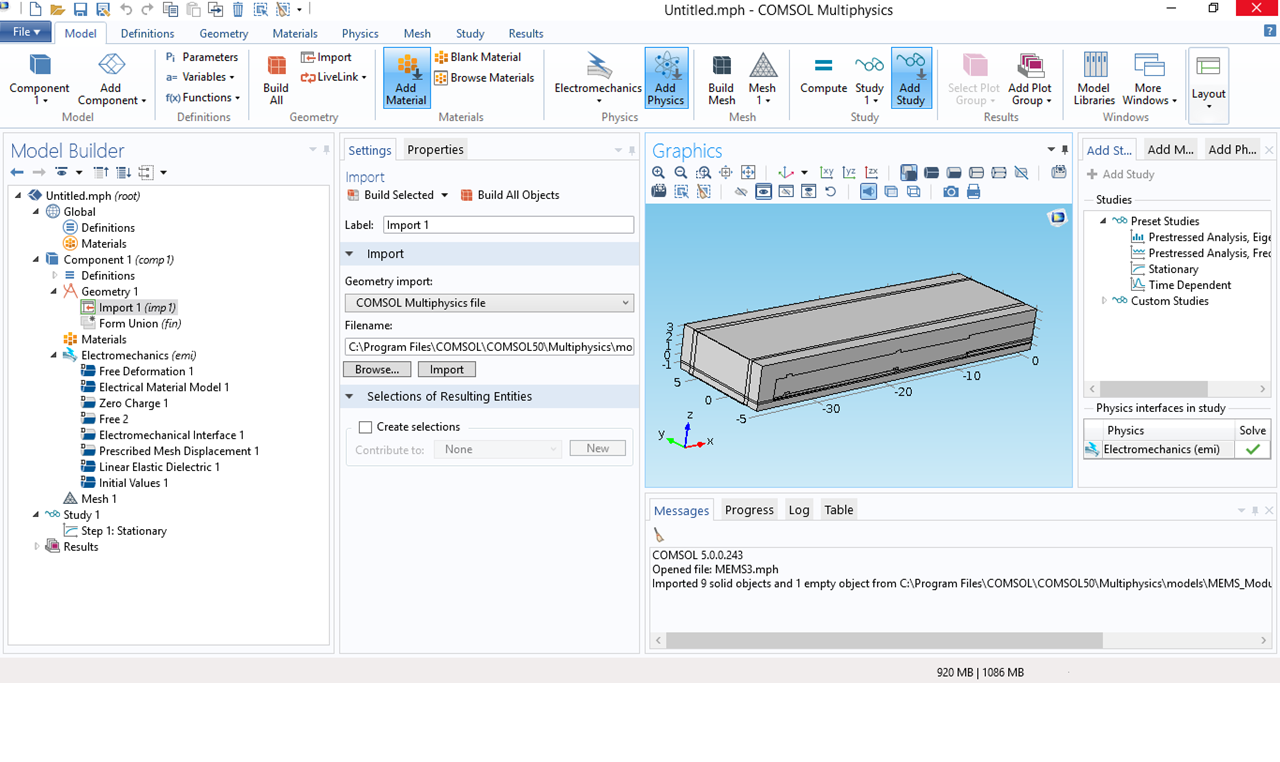 Untitled.mph - COMSOL Multiphysics
File
Model
Definitions
Geometry
Materials
Physics
Mesh
Study
Results
Component 1
Add Component
Model
Pi Parameters
a= Variables
f(x) Functions
Definitions
Build All
Import
LiveLink
Geometry
Add Material
Blank Material
Browse Materials
Materials
Electromechanics
Add Physics
Physics
Build Mesh
Mesh 1
Mesh
Compute
Study 1
Add Study
Study
Select Plot Group
Add Plot Group
Results
Model Libraries
More Windows
Windows
Layout
Model Builder
Untitled.mph (root)
Global
Definitions
Materials
Component 1 (comp1)
Definitions
Geometry 1
Import 1 (imp1)
Form Union (fin)
Materials
Electromechanics (emi)
Free Deformation 1
Electrical Material Model 1
Zero Charge 1
Free 2
Electromechanical Interface 1
Prescribed Mesh Displacement 1
Linear Elastic Dielectric 1
Initial Values 1
Mesh 1
Study 1
Step 1: Stationary
Results
Settings
Properties
Import
Build Selected
Build All Objects
Label: Import 1
Import
Geometry import:
COMSOL Multiphysics file
Filename:
C:\Program Files\COMSOL\COMSOL50\Multiphysics\mo
Browse...
Import
Selections of Resulting Entities
Create selections
Contribute to: None
New
Graphics
xy
yz
zx
3
2
1
0
-1
5
0
-5
-30
-20
-10
0
z
y
x
Messages
Progress
Log
Table
COMSOL 5.0.0.243
Opened file: MEMS3.mph
Imported 9 solid objects and 1 empty object from C:\Program Files\COMSOL\COMSOL50\Multiphysics\models\MEMS_Modu
Add St...
Add M...
Add Ph...
Add Study
Studies
Preset Studies
Prestressed Analysis, Eige
Prestressed Analysis, Frec
Stationary
Time Dependent
Custom Studies
Physics interfaces in study
Physics
Solve
Electromechanics (emi)
920 MB | 1086 MB